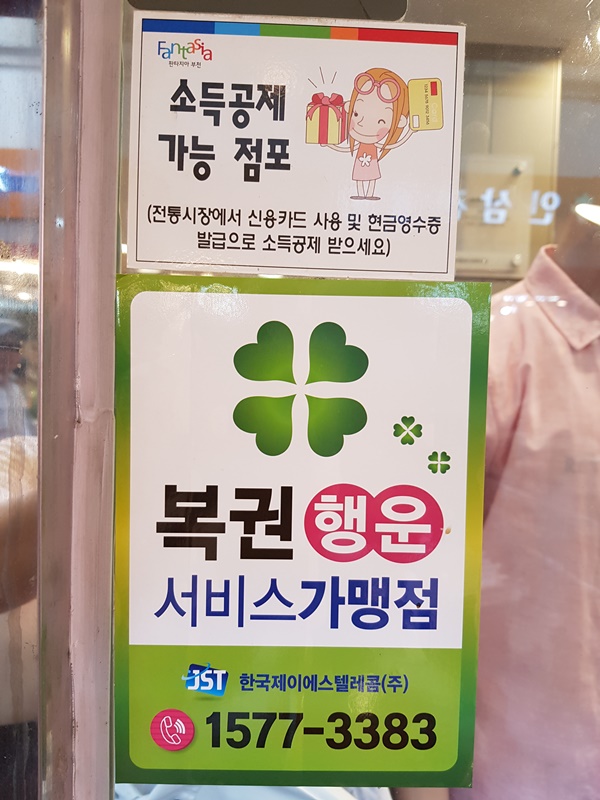 Fantasia
판타지아 부천
소득공제
가능 점포
(전통시장에서 신용카드 사용 및 현금영수증
발급으로 소득공제 받으세요)
복권 행운
서비스가맹점
JST 한국제이에스텔레콤(주)
1577-3383